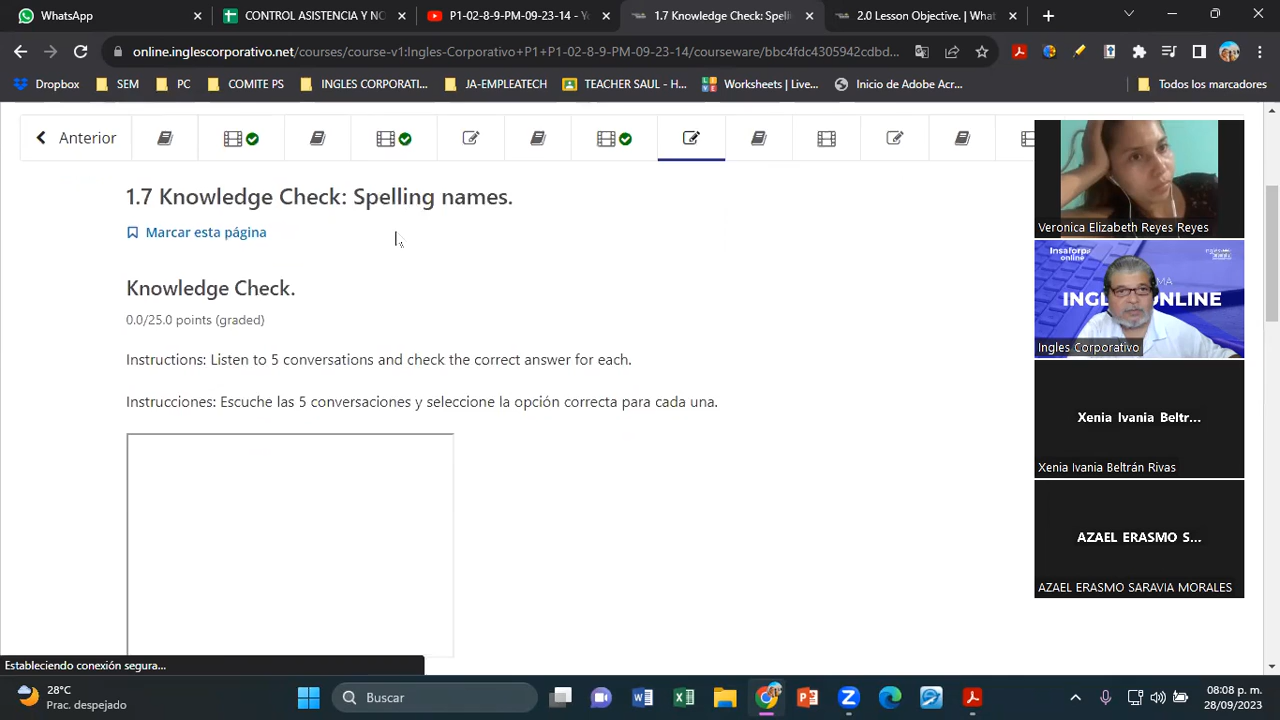 WhatsApp
CONTROL ASISTENCIA Y NO
P1-02-8-9-PM-09-23-14 - Yo
1.7 Knowledge Check: Spelli
2.0 Lesson Objective. | What
online.inglescorporativo.net/courses/course-v1:Ingles-Corporativo+P1+P1-02-8-9-PM-09-23-14/courseware/bbc4fdc4305942cdbd...
Dropbox
SEM
PC
COMITE PS
INGLES CORPORATI...
JA-EMPLEATECH
TEACHER SAUL - H...
Worksheets | Live...
Inicio de Adobe Acr...
Todos los marcadores
Anterior
1.7 Knowledge Check: Spelling names.
Marcar esta página
Knowledge Check.
0.0/25.0 points (graded)
Instructions: Listen to 5 conversations and check the correct answer for each.
Instrucciones: Escuche las 5 conversaciones y seleccione la opción correcta para cada una.
Veronica Elizabeth Reyes Reyes
Insaforp
online
Ingles Corporativo
Xenia Ivania Beltr...
Xenia Ivania Beltrán Rivas
AZAEL ERASMO S...
AZAEL ERASMO SARAVIA MORALES
Estableciendo conexión segura...
28°C
Prc. despejado
Buscar
08:08 p. m.
28/09/2023